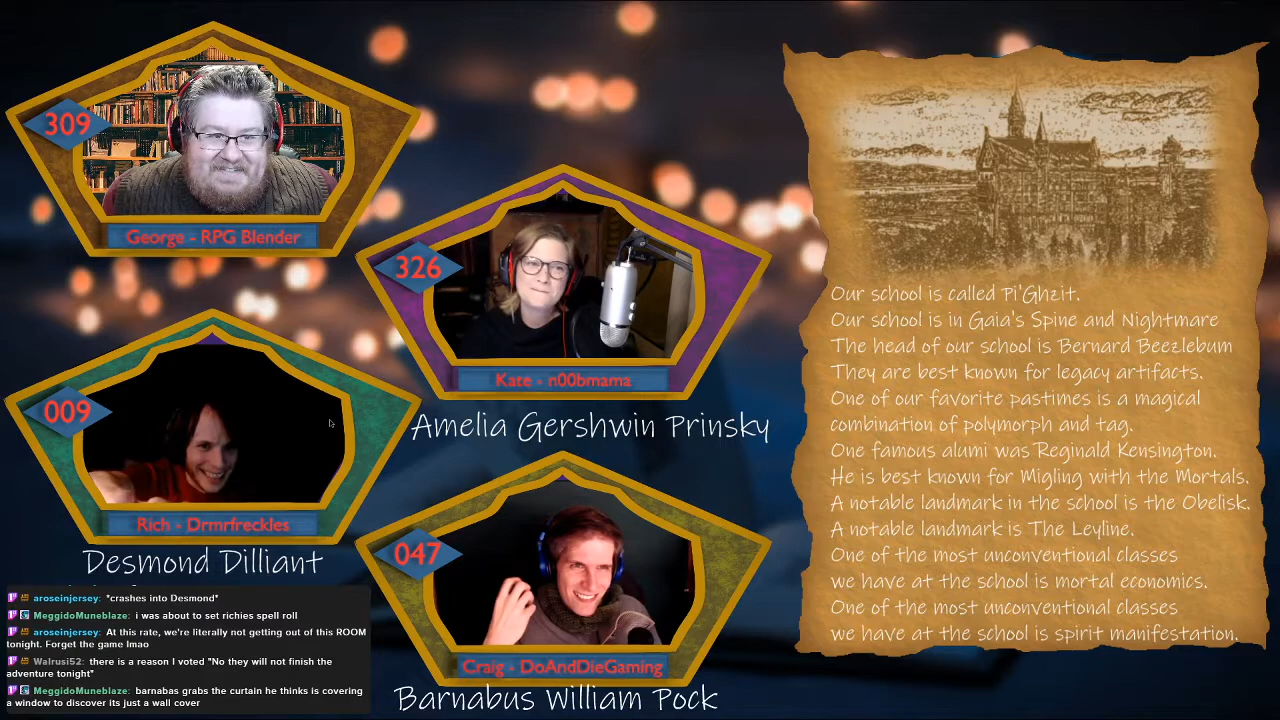 309
George - RPG Blender
326
Kate - n00bmama
Amelia Gershwin Prinsky
009
Rich - Drmrfreckles
Desmond Dilliant
047
Craig - DoAndDieGaming
Barnabus William Pock
aroseinjersey: *crashes into Desmond*
MeggidoMuneblaze: i was about to set richies spell roll
aroseinjersey: At this rate, we're literally not getting out of this ROOM
tonight. Forget the game lmao
Walrusi52: there is a reason I voted "No they will not finish the
adventure tonight"
MeggidoMuneblaze: barnabas grabs the curtain he thinks is covering
a window to discover its just a wall cover
Our school is called Pi'Ghzit.
Our school is in Gaia's Spine and Nightmare
The head of our school is Bernard Beezlebum
They are best known for legacy artifacts.
One of our favorite pastimes is a magical
combination of polymorph and tag.
One famous alumi was Reginald Kensington.
He is best known for Migling with the Mortals.
A notable landmark in the school is the Obelisk.
A notable landmark is The Leyline.
One of the most unconventional classes
we have at the school is mortal economics.
One of the most unconventional classes
we have at the school is spirit manifestation.